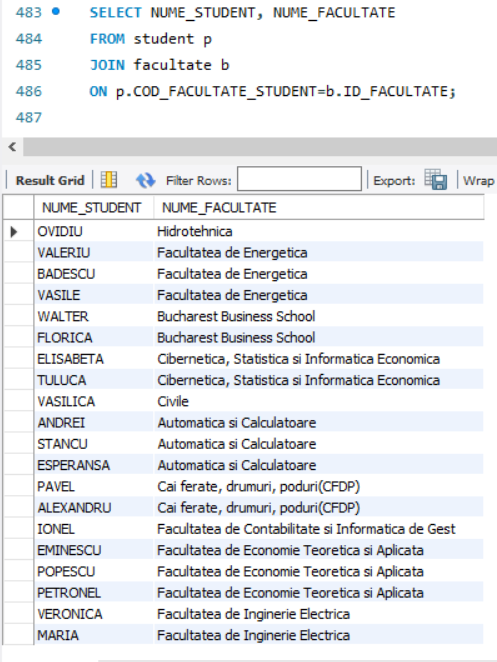 483 SELECT NUME_STUDENT, NUME_FACULTATE
484 FROM student p
485 JOIN facultate b
486 ON p.COD_FACULTATE_STUDENT=b.ID_FACULTATE;
487
Result Grid Filter Rows: Export: Wrap
NUME_STUDENT NUME_FACULTATE
OVIDIU Hidrotehnica
VALERIU Facultatea de Energetica
BADESCU Facultatea de Energetica
VASILE Facultatea de Energetica
WALTER Bucharest Business School
FLORICA Bucharest Business School
ELISABETA Cibernetica, Statistica si Informatica Economica
TULUCA Cibernetica, Statistica si Informatica Economica
VASILICA Civile
ANDREI Automatica si Calculatoare
STANCU Automatica si Calculatoare
ESPERANSA Automatica si Calculatoare
PAVEL Cai ferate, drumuri, poduri(CFDP)
ALEXANDRU Cai ferate, drumuri, poduri(CFDP)
IONEL Facultatea de Contabilitate si Informatica de Gest
EMINESCU Facultatea de Economie Teoretica si Aplicata
POPESCU Facultatea de Economie Teoretica si Aplicata
PETRONEL Facultatea de Economie Teoretica si Aplicata
VERONICA Facultatea de Inginerie Electrica
MARIA Facultatea de Inginerie Electrica